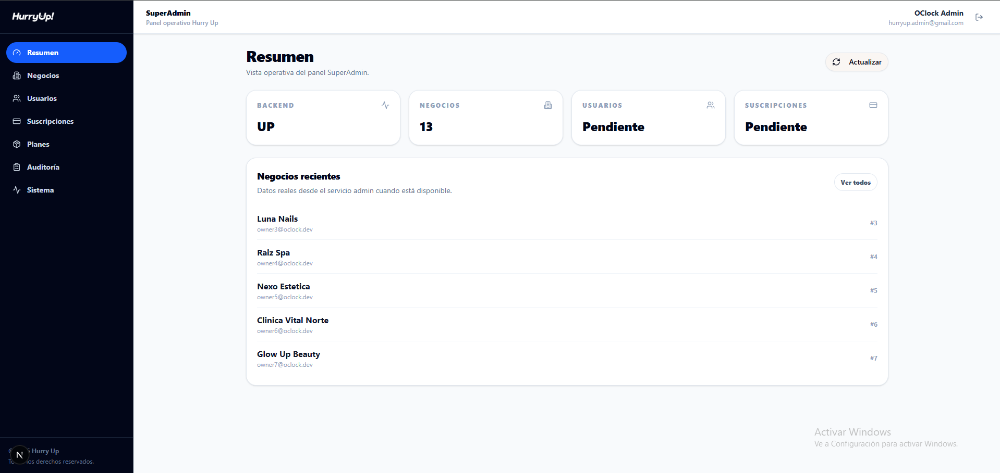 HurryUp!
SuperAdmin
Panel operativo Hurry Up
OClock Admin
hurryup.admin@gmail.com
Resumen
Negocios
Usuarios
Suscripciones
Planes
Auditoría
Sistema
Resumen
Vista operativa del panel SuperAdmin.
Actualizar
BACKEND
UP
NEGOCIOS
13
USUARIOS
Pendiente
SUSCRIPCIONES
Pendiente
Negocios recientes
Datos reales desde el servicio admin cuando está disponible.
Ver todos
Luna Nails
owner3@oclock.dev
#3
Raiz Spa
owner4@oclock.dev
#4
Nexo Estetica
owner5@oclock.dev
#5
Clinica Vital Norte
owner6@oclock.dev
#6
Glow Up Beauty
owner7@oclock.dev
#7
Activar Windows
Ve a Configuración para activar Windows.
Hurry Up
N
derechos reservados.